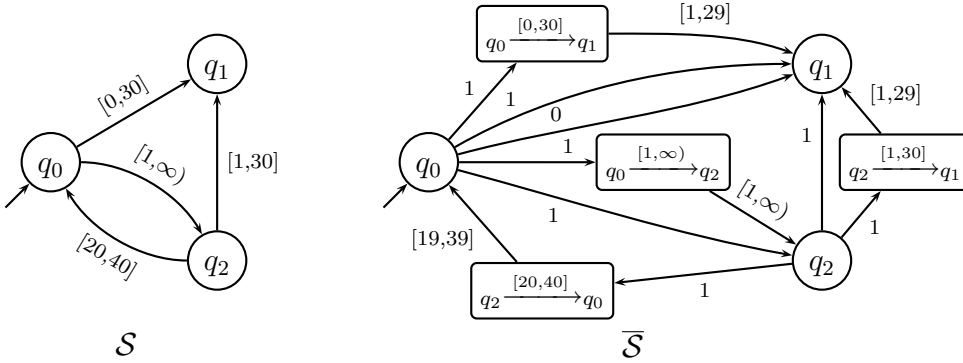 q₀ —[0,30]→ q₁
[1,29]
q₁
q₁
[0,30]
1
1
0
[1,29]
q₀
[1,∞)
[1,30]
q₀
1
q₀ —[1,∞)→ q₂
1
q₂ —[1,30]→ q₁
[20,40]
q₂
1
[19,39]
[1,∞)
q₂
1
q₂ —[20,40]→ q₀
1
S
S̅